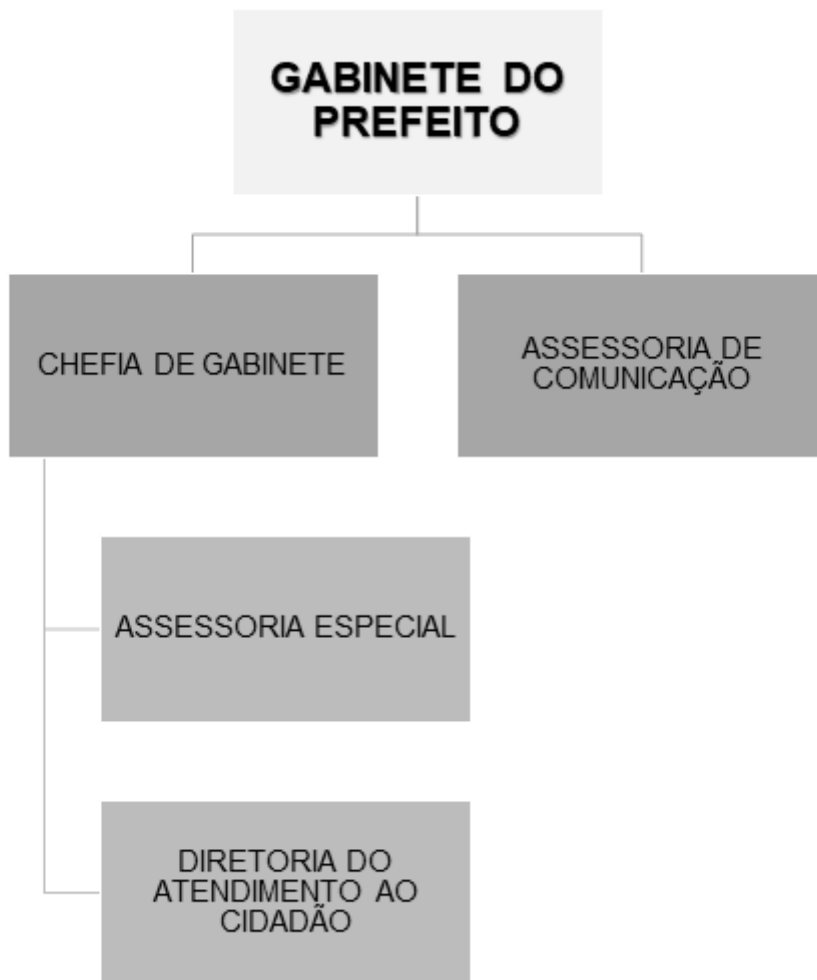 GABINETE DO
PREFEITO
CHEFIA DE GABINETE
ASSESSORIA DE
COMUNICAÇÃO
ASSESSORIA ESPECIAL
DIRETORIA DO
ATENDIMENTO AO
CIDADÃO